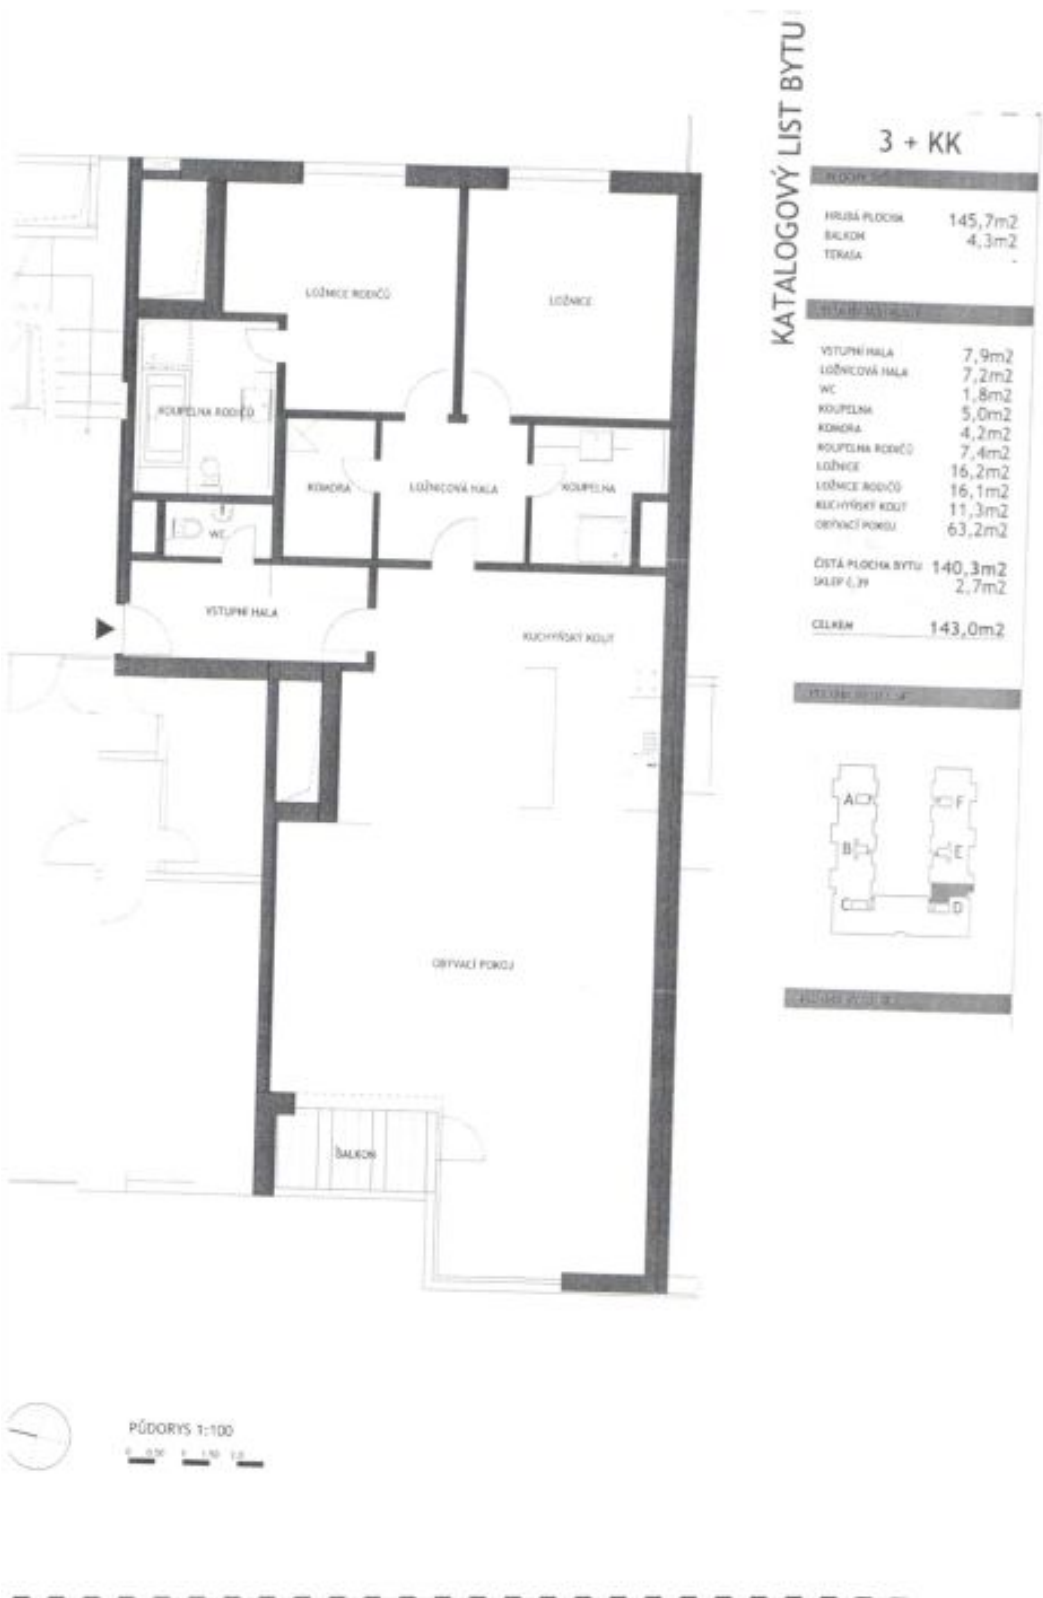 KATALOGOVÝ LIST BYTU
3 + KK
HRUBÁ PLOCHA 145,7m2
BALKON 4,3m2
TERASA -
VSTUPNÍ HALA 7,9m2
LOŽNICOVÁ HALA 7,2m2
WC 1,8m2
KOUPELNA 5,0m2
KOMORA 4,2m2
KOUPELNA RODIČŮ 7,4m2
LOŽNICE 16,2m2
LOŽNICE RODIČŮ 16,1m2
KUCHYŇSKÝ KOUT 11,3m2
OBÝVACÍ POKOJ 63,2m2
ČISTÁ PLOCHA BYTU 140,3m2
SKLEP č.39 2,7m2
CELKEM 143,0m2
A
F
B
E
C
D
LOŽNICE RODIČŮ
LOŽNICE
KOUPELNA RODIČŮ
KOMORA
LOŽNICOVÁ HALA
KOUPELNA
WC
VSTUPNÍ HALA
KUCHYŇSKÝ KOUT
OBÝVACÍ POKOJ
BALKON
PŮDORYS 1:100